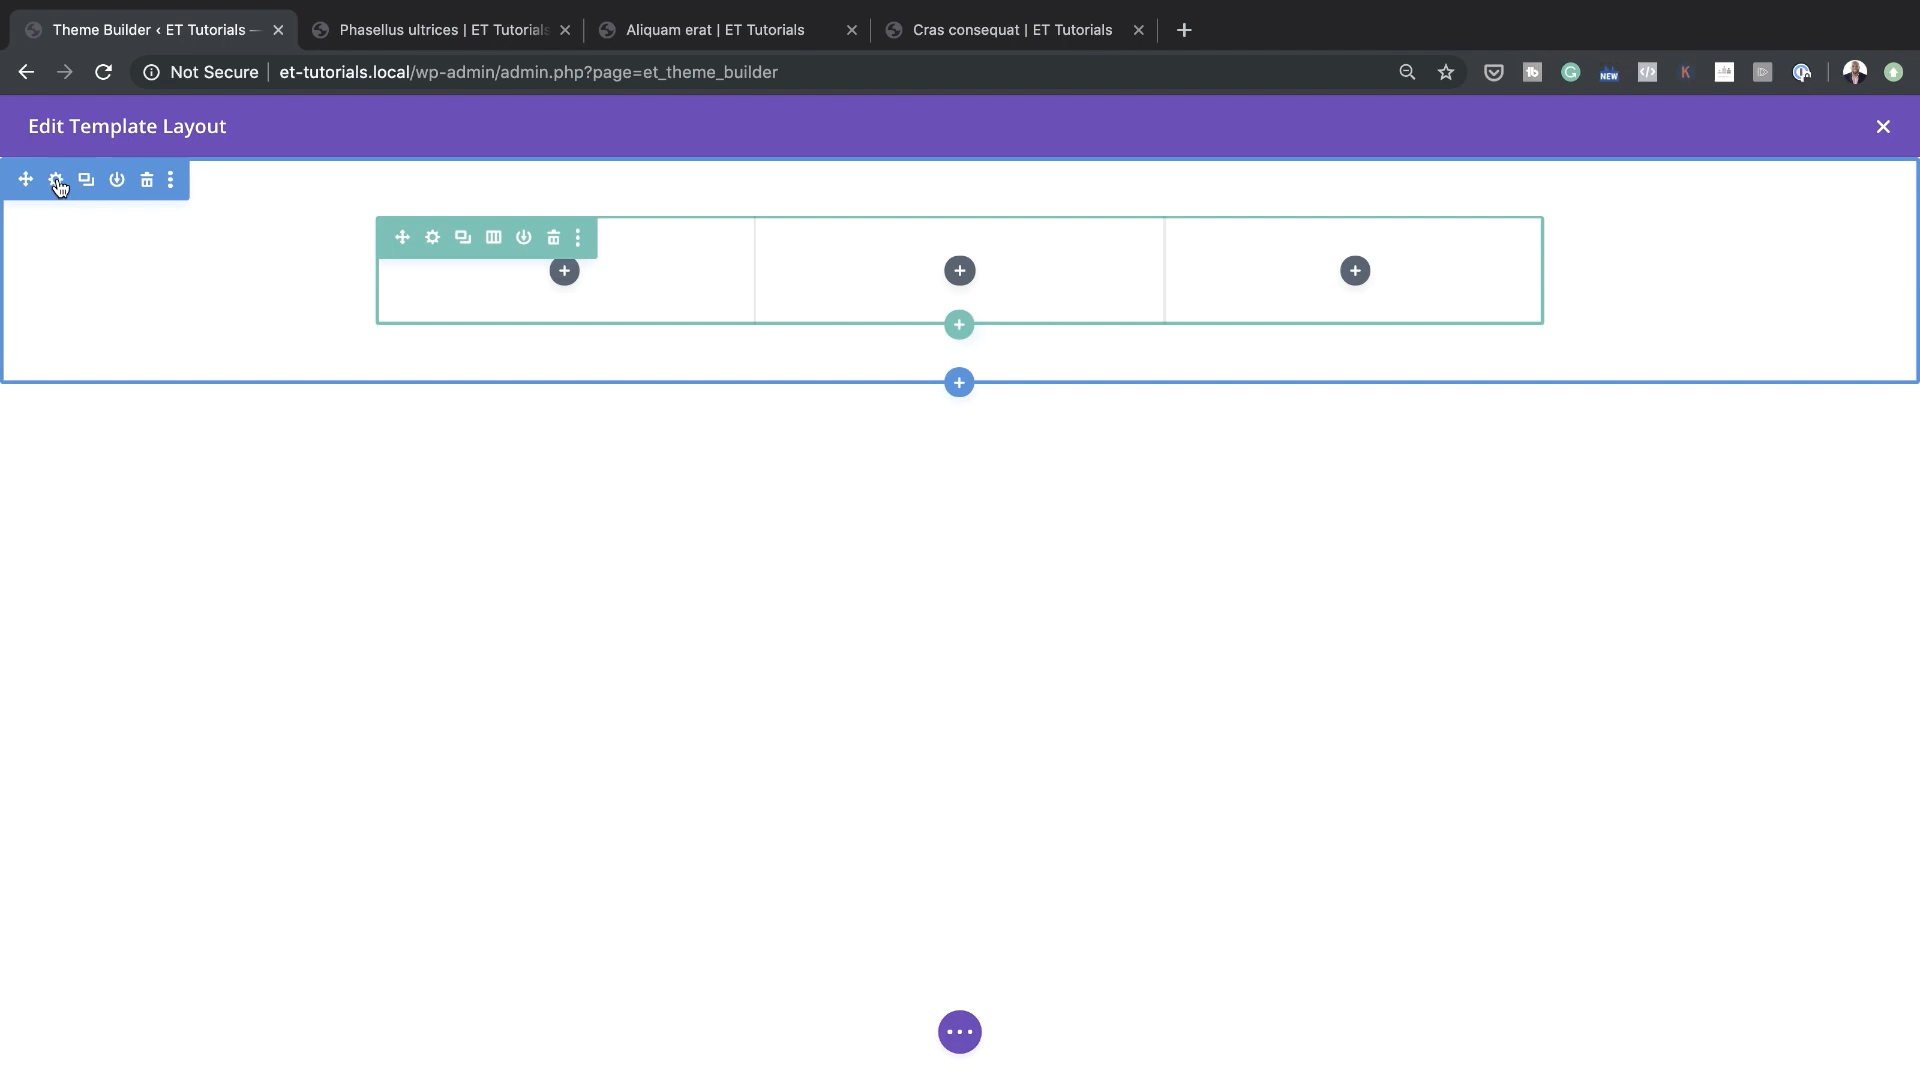 Theme Builder ‹ ET Tutorials —
Phasellus ultrices | ET Tutorials
Aliquam erat | ET Tutorials
Cras consequat | ET Tutorials
Not Secure
et-tutorials.local/wp-admin/admin.php?page=et_theme_builder
tb
G
NEW
K
Edit Template Layout